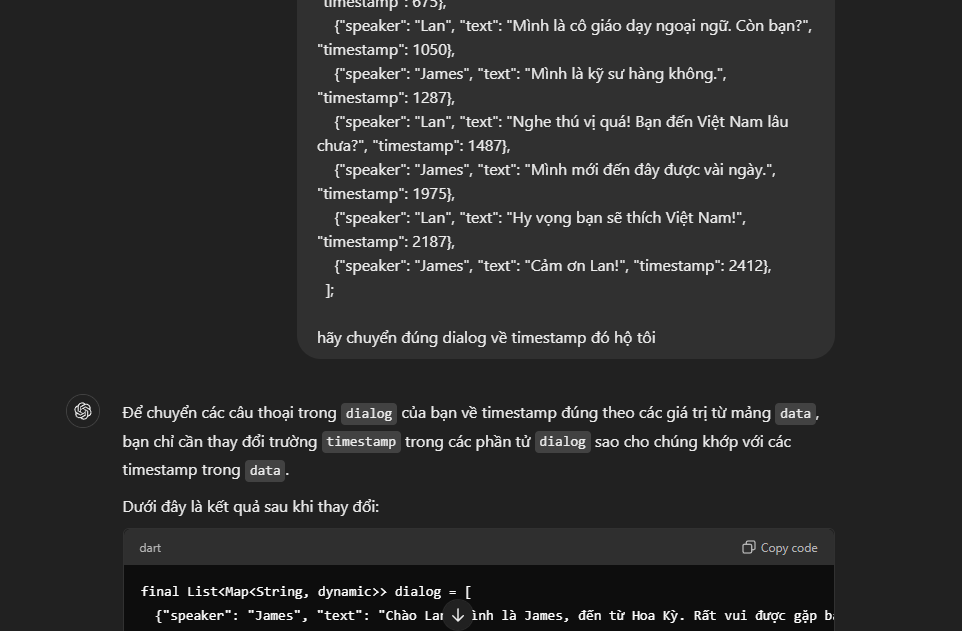 "timestamp": 675},
{"speaker": "Lan", "text": "Mình là cô giáo dạy ngoại ngữ. Còn bạn?",
"timestamp": 1050},
{"speaker": "James", "text": "Mình là kỹ sư hàng không.",
"timestamp": 1287},
{"speaker": "Lan", "text": "Nghe thú vị quá! Bạn đến Việt Nam lâu
chưa?", "timestamp": 1487},
{"speaker": "James", "text": "Mình mới đến đây được vài ngày.",
"timestamp": 1975},
{"speaker": "Lan", "text": "Hy vọng bạn sẽ thích Việt Nam!",
"timestamp": 2187},
{"speaker": "James", "text": "Cảm ơn Lan!", "timestamp": 2412},
];
hãy chuyển đúng dialog về timestamp đó hộ tôi
Để chuyển các câu thoại trong dialog của bạn về timestamp đúng theo các giá trị từ mảng data,
bạn chỉ cần thay đổi trường timestamp trong các phần tử dialog sao cho chúng khớp với các
timestamp trong data.
Dưới đây là kết quả sau khi thay đổi:
dart
Copy code
final List<Map<String, dynamic>> dialog = [
{"speaker": "James", "text": "Chào Lan ình là James, đến từ Hoa Kỳ. Rất vui được gặp